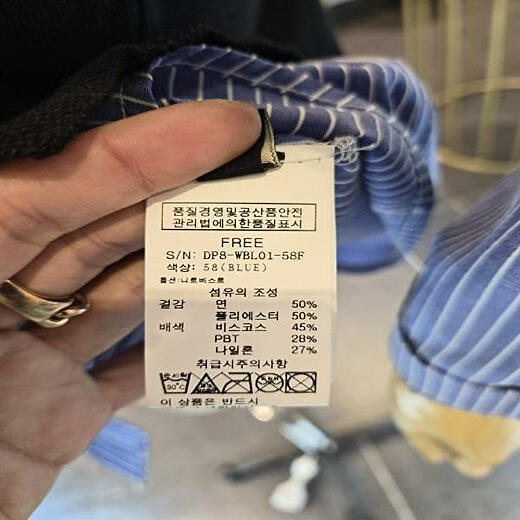 품질경영및공산품안전
관리법에의한품질표시
FREE
S/N: DP8-WBL01-58F
색상: 58(BLUE)
섬유의 조성
겉감 면 50%
폴리에스터 50%
배색 비스코스 45%
PBT 28%
나일론 27%
취급시주의사항
30℃
이 상품은 반드시